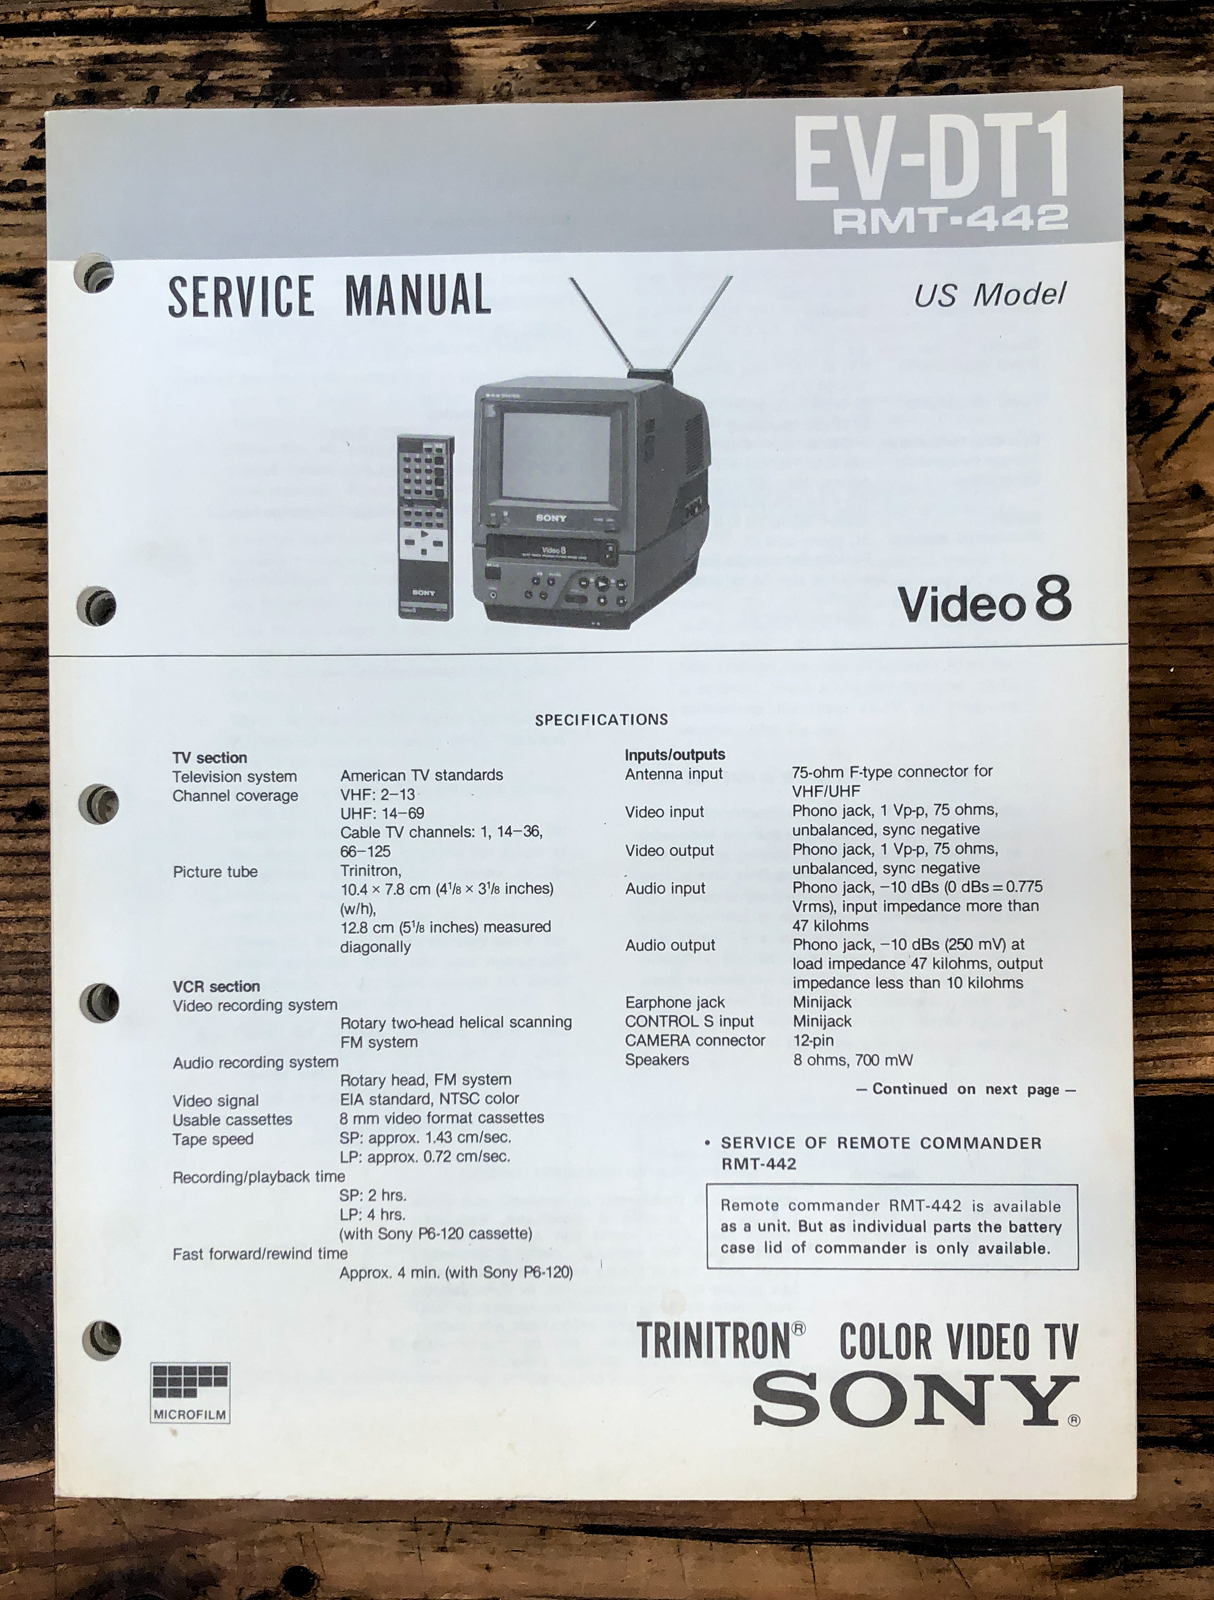 EV-DT1
RMT-442
SERVICE MANUAL
US Model
SONY
Video 8
SONY
Video 8
SPECIFICATIONS
TV section
Television system American TV standards
Channel coverage VHF: 2–13
UHF: 14–69
Cable TV channels: 1, 14–36,
66–125
Picture tube Trinitron,
10.4 × 7.8 cm (4 1/8 × 3 1/8 inches)
(w/h),
12.8 cm (5 1/8 inches) measured
diagonally
VCR section
Video recording system
Rotary two-head helical scanning
FM system
Audio recording system
Rotary head, FM system
Video signal EIA standard, NTSC color
Usable cassettes 8 mm video format cassettes
Tape speed SP: approx. 1.43 cm/sec.
LP: approx. 0.72 cm/sec.
Recording/playback time
SP: 2 hrs.
LP: 4 hrs.
(with Sony P6-120 cassette)
Fast forward/rewind time
Approx. 4 min. (with Sony P6-120)
Inputs/outputs
Antenna input 75-ohm F-type connector for
VHF/UHF
Video input Phono jack, 1 Vp-p, 75 ohms,
unbalanced, sync negative
Video output Phono jack, 1 Vp-p, 75 ohms,
unbalanced, sync negative
Audio input Phono jack, −10 dBs (0 dBs = 0.775
Vrms), input impedance more than
47 kilohms
Audio output Phono jack, −10 dBs (250 mV) at
load impedance 47 kilohms, output
impedance less than 10 kilohms
Earphone jack Minijack
CONTROL S input Minijack
CAMERA connector 12-pin
Speakers 8 ohms, 700 mW
— Continued on next page —
• SERVICE OF REMOTE COMMANDER
RMT-442
Remote commander RMT-442 is available
as a unit. But as individual parts the battery
case lid of commander is only available.
TRINITRON® COLOR VIDEO TV
SONY®
MICROFILM